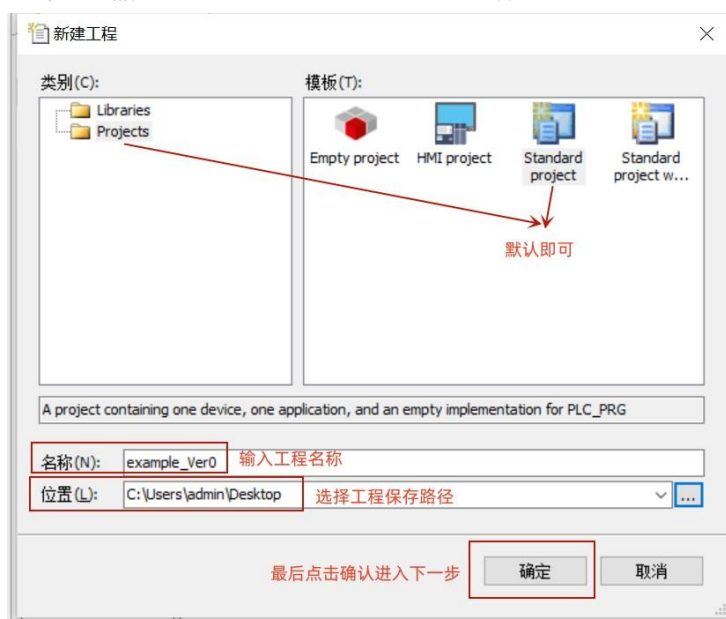 新建工程
类别(C):
模板(T):
Libraries
Projects
Empty project
HMI project
Standard
project
Standard
project w...
默认即可
A project containing one device, one application, and an empty implementation for PLC_PRG
名称(N): example_Ver0 输入工程名称
位置(L): C:\Users\admin\Desktop 选择工程保存路径 ...
最后点击确认进入下一步 确定 取消